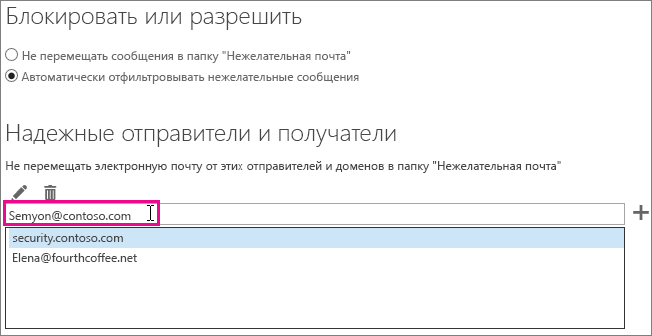 Блокировать или разрешить
Не перемещать сообщения в папку "Нежелательная почта"
Автоматически отфильтровывать нежелательные сообщения
Надежные отправители и получатели
Не перемещать электронную почту от этих отправителей и доменов в папку "Нежелательная почта"
Semyon@contoso.com
security.contoso.com
Elena@fourthcoffee.net